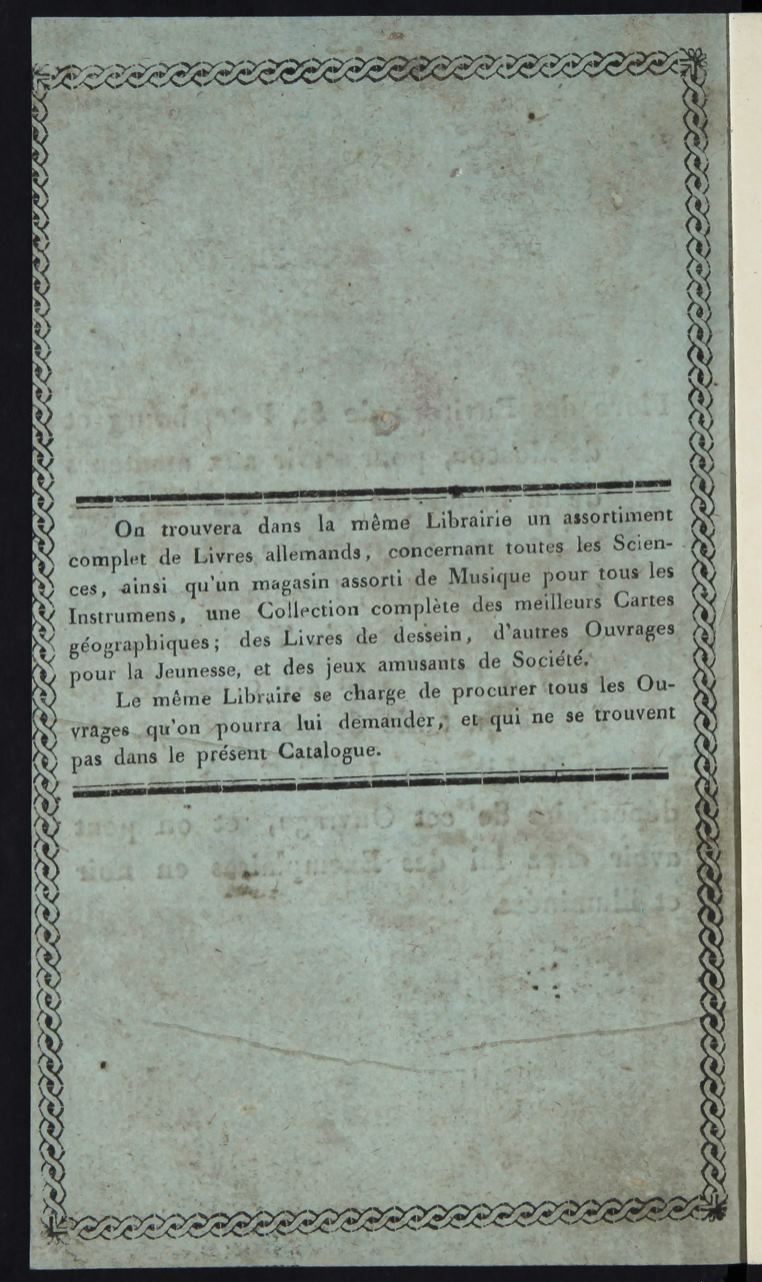 On trouvera dans la même Librairie un assortiment
complet de Livres allemands, concernant toutes les Scien-
ces, ainsi qu'un magasin assorti de Musique pour tous les
Instrumens, une Collection complète des meilleurs Cartes
géographiques; des Livres de dessein, d'autres Ouvrages
pour la Jeunesse, et des jeux amusants de Société.
Le même Libraire se charge de procurer tous les Ou-
vrages qu'on pourra lui demander, et qui ne se trouvent
pas dans le présent Catalogue.